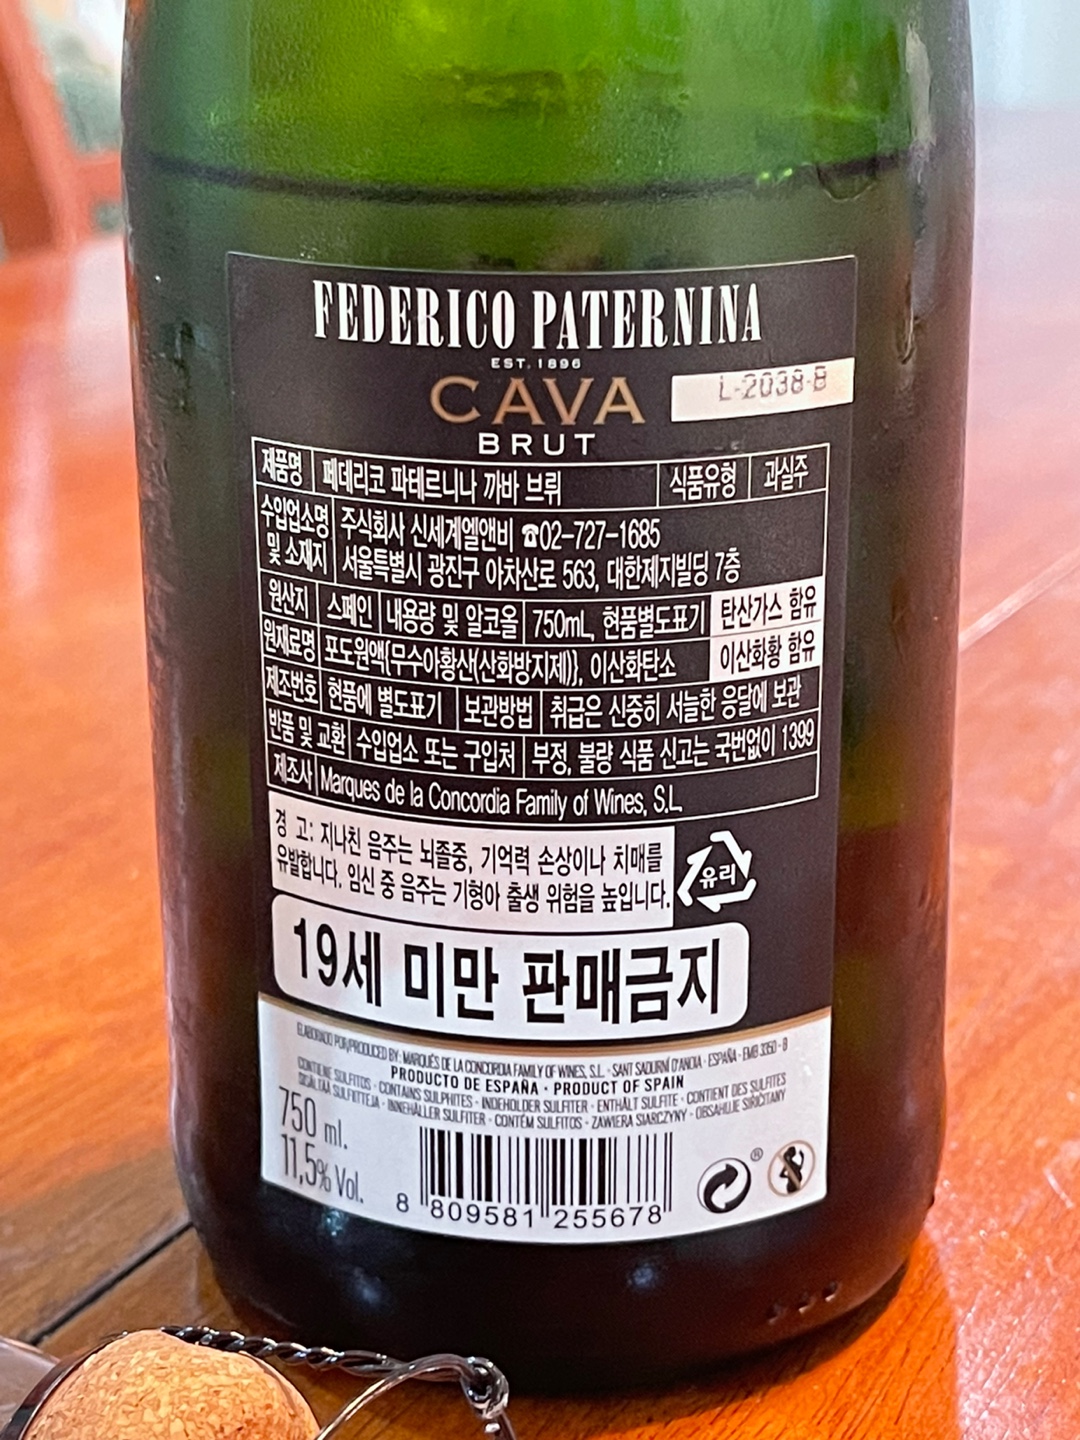 FEDERICO PATERNINA
EST. 1896
CAVA
L-2038-B
BRUT
제품명 페데리코 파테르니나 까바 브뤼 식품유형 과실주
수입업소명 및 소재지 주식회사 신세계엘앤비 ☎02-727-1685
서울특별시 광진구 아차산로 563, 대한제지빌딩 7층
원산지 스페인 내용량 및 알코올 750mL, 현품별도표기 탄산가스 함유
원재료명 포도원액{무수아황산(산화방지제)}, 이산화탄소 이산화황 함유
제조번호 현품에 별도표기 보관방법 취급은 신중히 서늘한 응달에 보관
반품 및 교환 수입업소 또는 구입처 부정, 불량 식품 신고는 국번없이 1399
제조사 Marques de la Concordia Family of Wines, S.L.
경 고: 지나친 음주는 뇌졸중, 기억력 손상이나 치매를
유발합니다. 임신 중 음주는 기형아 출생 위험을 높입니다.
유리
19세 미만 판매금지
ELABORADO POR/PRODUCED BY: MARQUÉS DE LA CONCORDIA FAMILY OF WINES, S.L. · SANT SADURNÍ D'ANOIA · ESPAÑA · EMB 3350 - B
PRODUCTO DE ESPAÑA · PRODUCT OF SPAIN
CONTIENE SULFITOS · CONTAINS SULPHITES · INDEHOLDER SULFITER · ENTHÄLT SULFITE · CONTIENT DES SULFITES
SISÄLTÄÄ SULFIITTEJA · INNEHÅLLER SULFITER · CONTÉM SULFITOS · ZAWIERA SIARCZYNY · OBSAHUJE SIŘIČITANY
750 ml.
11,5% Vol.
8 809581 255678
®